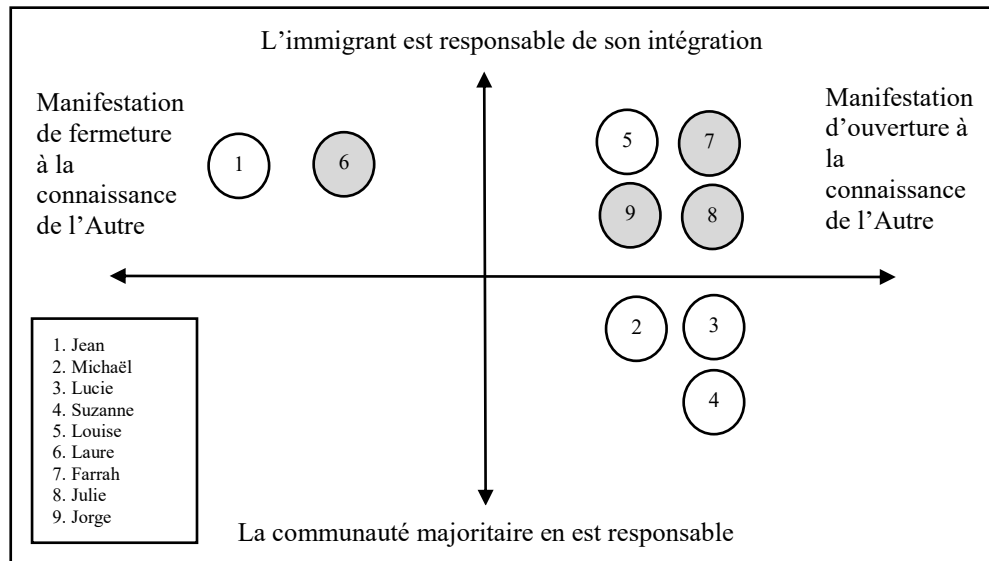 L’immigrant est responsable de son intégration
Manifestation
de fermeture
à la
connaissance
de l’Autre
Manifestation
d’ouverture à
la
connaissance
de l’Autre
1
6
5
7
9
8
2
3
4
1. Jean
2. Michaël
3. Lucie
4. Suzanne
5. Louise
6. Laure
7. Farrah
8. Julie
9. Jorge
La communauté majoritaire en est responsable